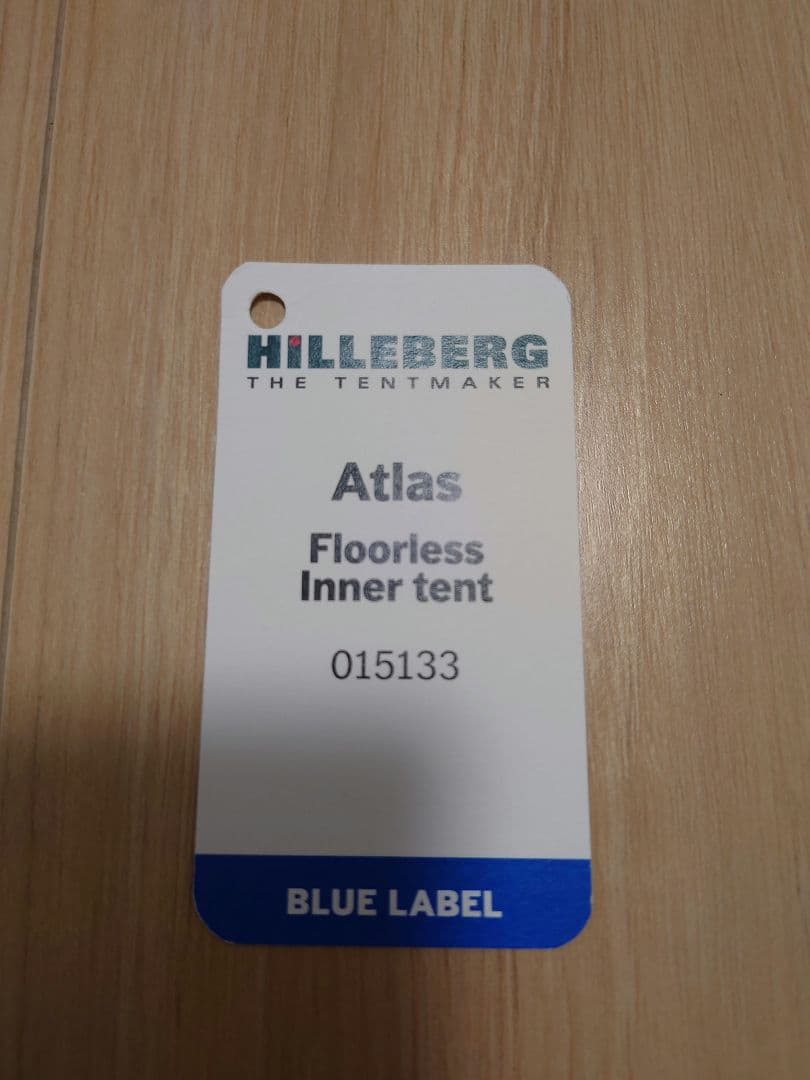 HiLLEBERG
THE TENTMAKER
Atlas
Floorless
Inner tent
015133
BLUE LABEL